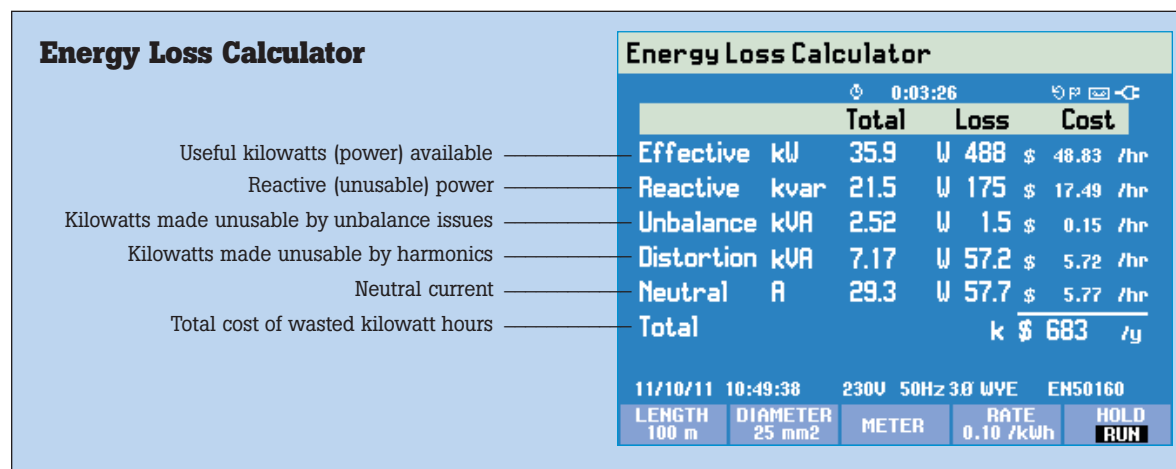 Energy Loss Calculator
Useful kilowatts (power) available
Reactive (unusable) power
Kilowatts made unusable by unbalance issues
Kilowatts made unusable by harmonics
Neutral current
Total cost of wasted kilowatt hours
Energy Loss Calculator
0:03:26
Total Loss Cost
Effective kW 35.9 W 488 $ 48.83 /hr
Reactive kvar 21.5 W 175 $ 17.49 /hr
Unbalance kVA 2.52 W 1.5 $ 0.15 /hr
Distortion kVA 7.17 W 57.2 $ 5.72 /hr
Neutral A 29.3 W 57.7 $ 5.77 /hr
Total k $ 683 /y
11/10/11 10:49:38 230V 50Hz 3Ø WYE EN50160
LENGTH DIAMETER METER RATE HOLD
100 m 25 mm2 0.10 /kWh RUN